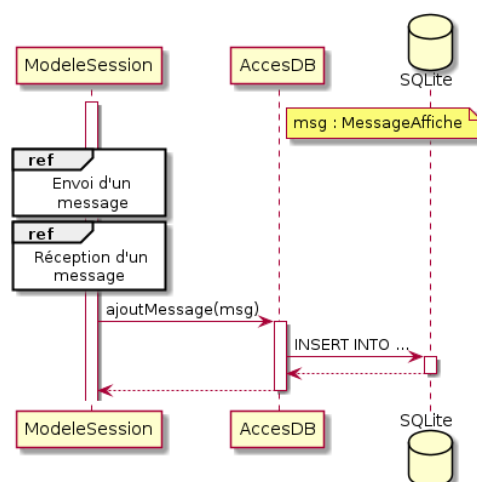 ModeleSession
AccesDB
SQLite
msg : MessageAffiche
ref
Envoi d'un
message
ref
Réception d'un
message
ajoutMessage(msg)
INSERT INTO ...
ModeleSession
AccesDB
SQLite